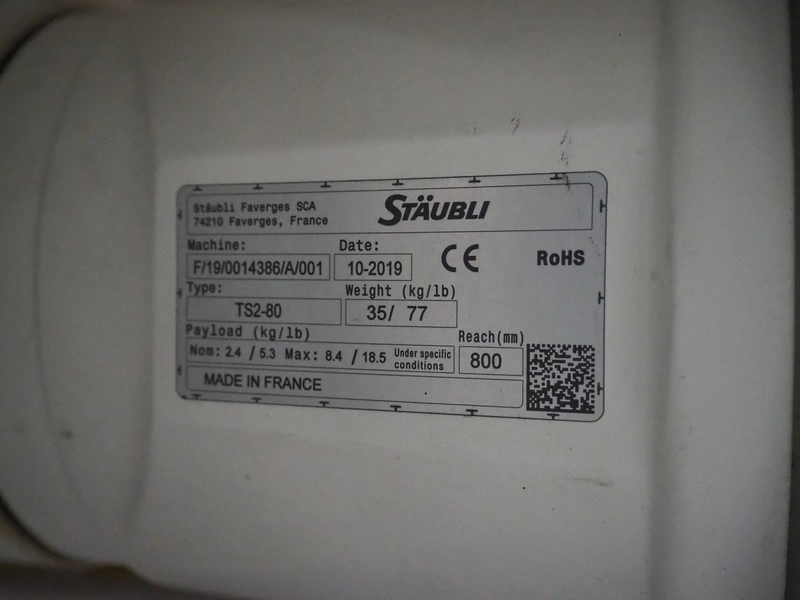 Stäubli Faverges SCA
74210 Faverges, France
STÄUBLI
Machine: Date:
F/19/0014386/A/001 10-2019
CE RoHS
Type: Weight (kg/lb)
TS2-80 35/ 77
Payload (kg/lb) Reach(mm)
Nom: 2.4 / 5.3 Max: 8.4 / 18.5 Under specific conditions 800
MADE IN FRANCE